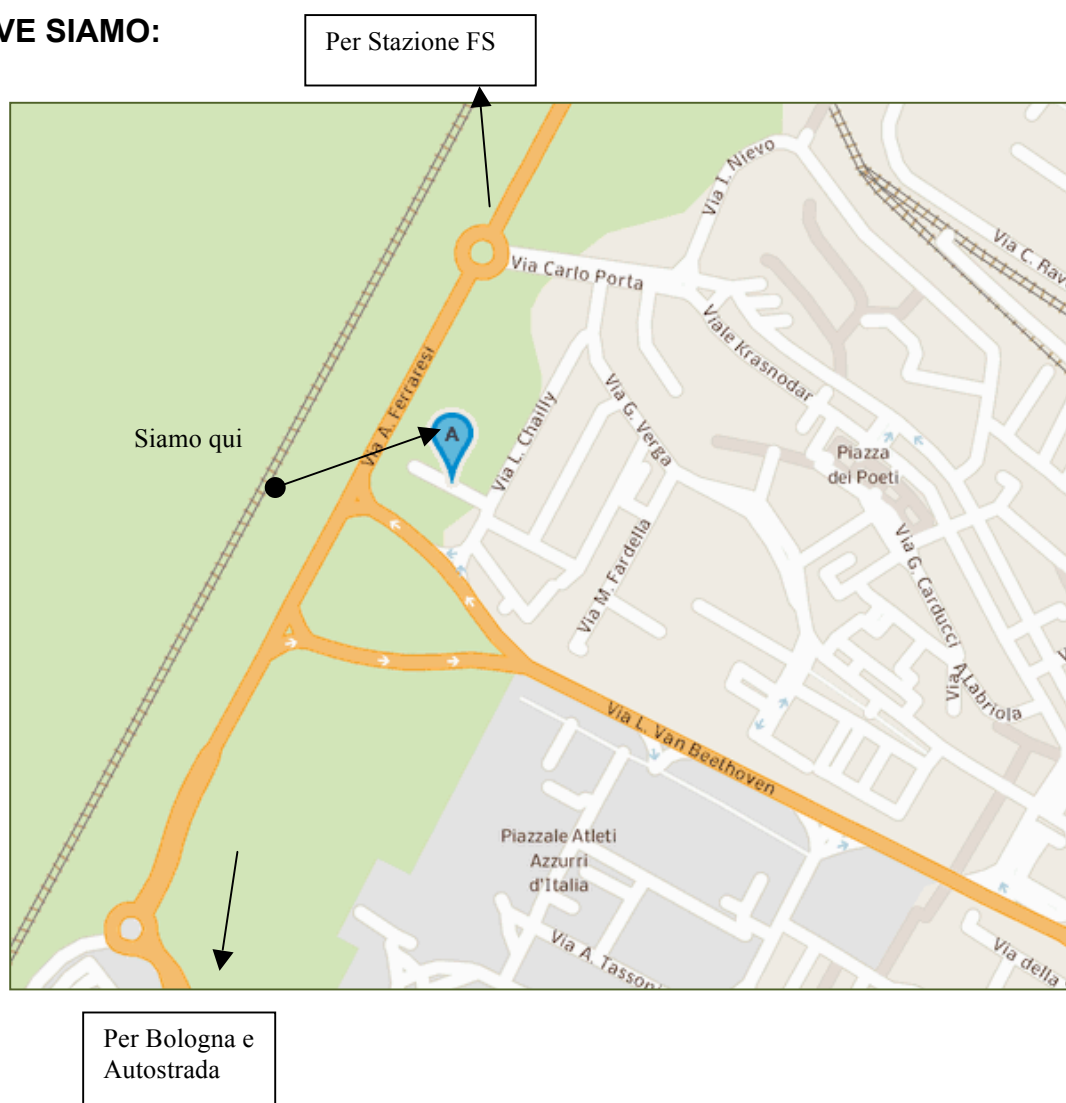 VE SIAMO:
Per Stazione FS
Via I. Nievo
Via C. Rav
Via Carlo Porta
Viale Krasnodar
Via A. Ferraresi
Via L. Chailly
Via G. Verga
Siamo qui
A
Piazza
dei Poeti
Via M. Fardella
Via G. Carducci
Via A Labriola
Via L. Van Beethoven
Piazzale Atleti
Azzurri
d'Italia
Via A. Tasson
Via della
Per Bologna e
Autostrada